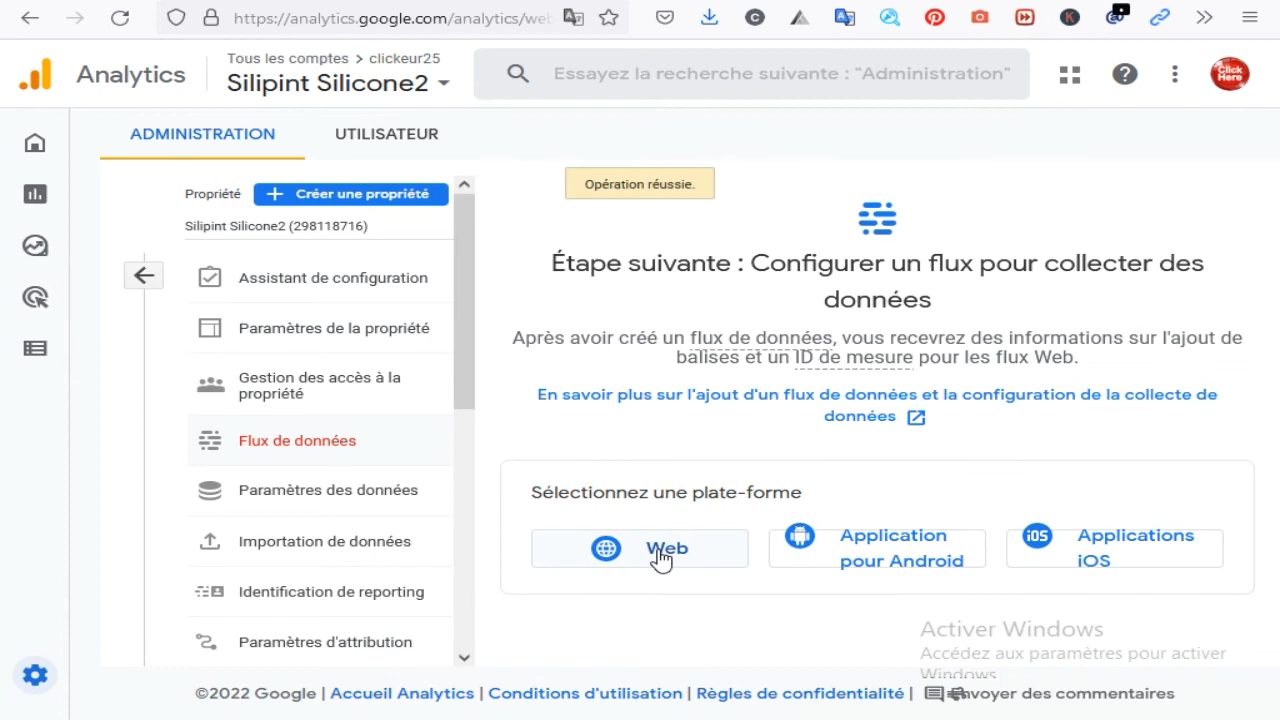 https://analytics.google.com/analytics/we
Analytics
Tous les comptes > clickeur25
Silipint Silicone2
Essayez la recherche suivante : "Administration"
Click
Here
ADMINISTRATION
UTILISATEUR
Propriété
Créer une propriété
Silipint Silicone2 (298118716)
Assistant de configuration
Paramètres de la propriété
Gestion des accès à la
propriété
Flux de données
Paramètres des données
Importation de données
Identification de reporting
Paramètres d'attribution
Opération réussie.
Étape suivante : Configurer un flux pour collecter des
données
Après avoir créé un flux de données, vous recevrez des informations sur l'ajout de
balises et un ID de mesure pour les flux Web.
En savoir plus sur l'ajout d'un flux de données et la configuration de la collecte de
données
Sélectionnez une plate-forme
Web
Application
pour Android
iOS
Applications
iOS
Activer Windows
Accédez aux paramètres pour activer
Windows.
©2022 Google | Accueil Analytics | Conditions d'utilisation | Règles de confidentialité | Envoyer des commentaires